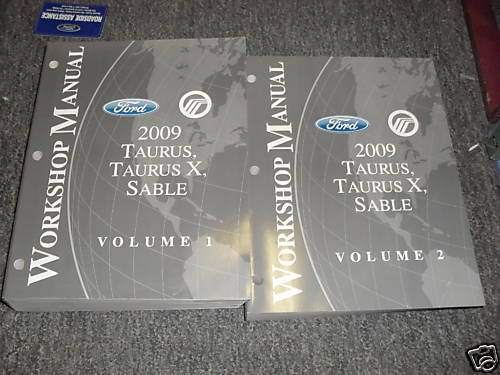 ROADSIDE ASSISTANCE
Ford
WORKSHOP MANUAL
Ford
2009
TAURUS,
TAURUS X,
SABLE
VOLUME 1
WORKSHOP MANUAL
Ford
2009
TAURUS,
TAURUS X,
SABLE
VOLUME 2